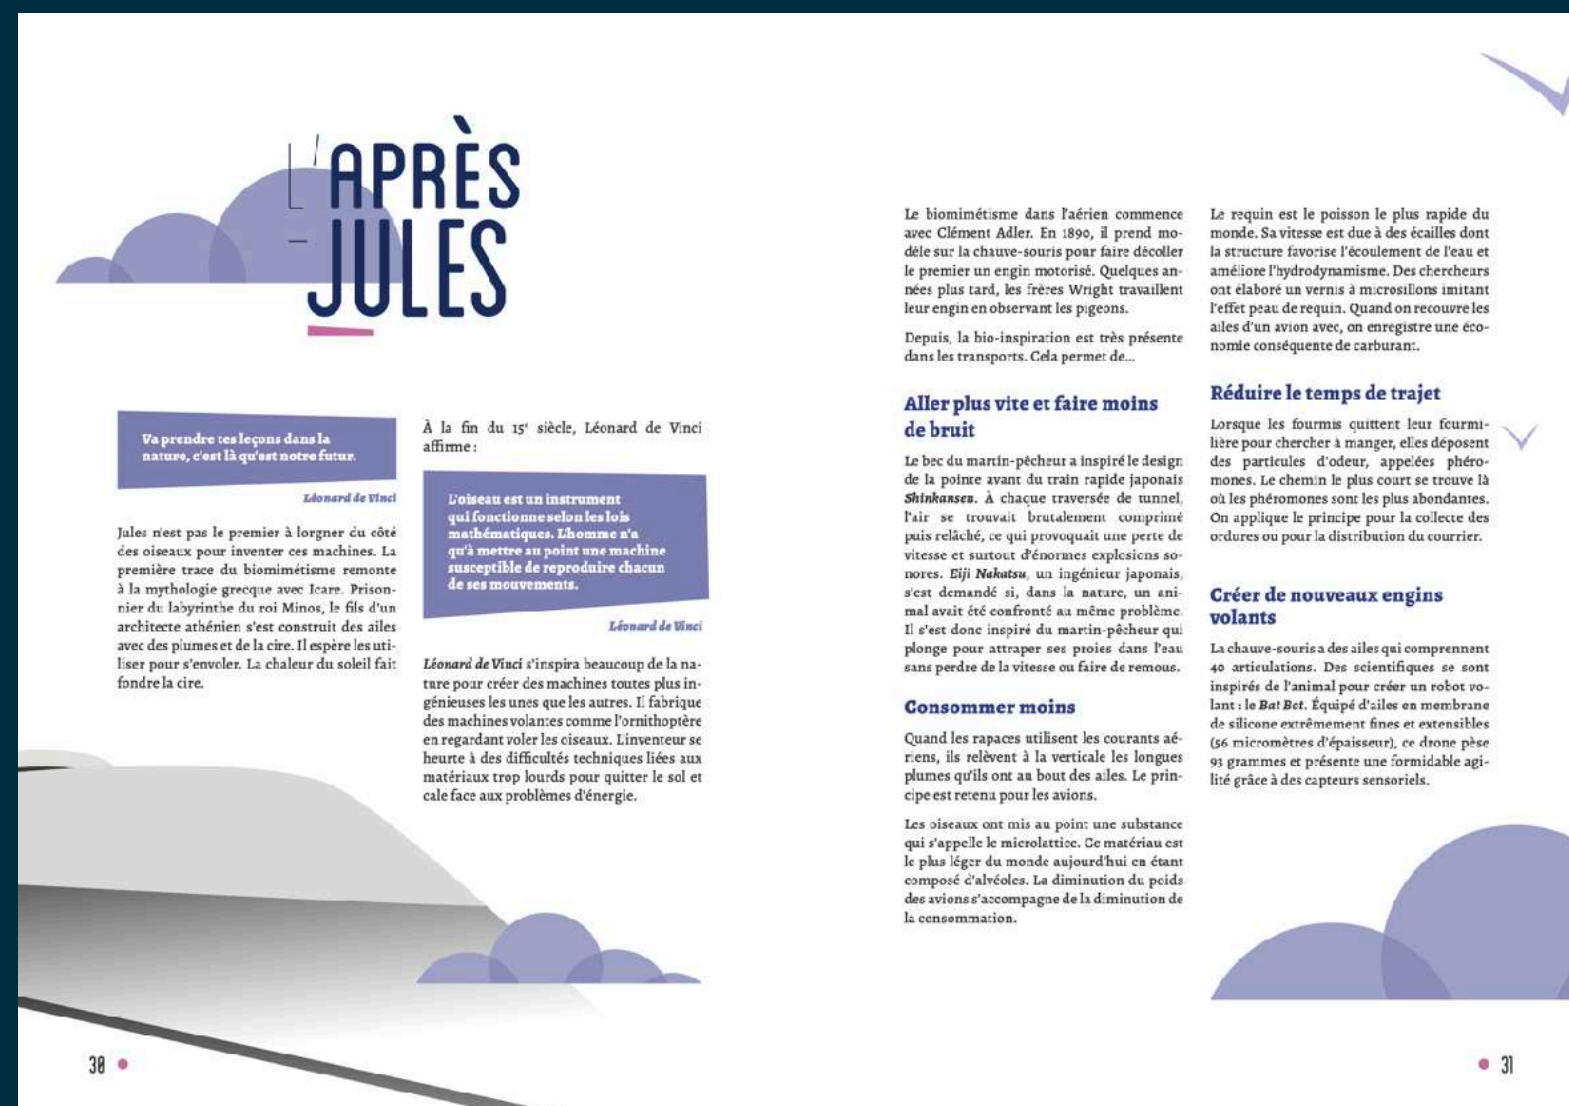 L'APRÈS
JULES
Va prendre tes leçons dans la
nature, c'est là qu'est notre futur.
Léonard de Vinci
Jules n'est pas le premier à lorgner du côté
des oiseaux pour inventer ces machines. La
première trace du biomimétisme remonte
à la mythologie grecque avec Icare. Prison-
nier du labyrinthe du roi Minos, le fils d'un
architecte athénien s'est construit des ailes
avec des plumes et de la cire. Il espère les uti-
liser pour s'envoler. La chaleur du soleil fait
fondre la cire.
À la fin du 15e siècle, Léonard de Vinci
affirme :
L'oiseau est un instrument
qui fonctionne selon les lois
mathématiques. L'homme n'a
qu'à mettre au point une machine
susceptible de reproduire chacun
de ses mouvements.
Léonard de Vinci
Léonard de Vinci s'inspira beaucoup de la na-
ture pour créer des machines toutes plus in-
génieuses les unes que les autres. Il fabrique
des machines volantes comme l'ornithoptère
en regardant voler les oiseaux. L'inventeur se
heurte à des difficultés techniques liées aux
matériaux trop lourds pour quitter le sol et
cale face aux problèmes d'énergie.
30
Le biomimétisme dans l'aérien commence
avec Clément Adler. En 1890, il prend mo-
dèle sur la chauve-souris pour faire décoller
le premier un engin motorisé. Quelques an-
nées plus tard, les frères Wright travaillent
leur engin en observant les pigeons.
Depuis, la bio-inspiration est très présente
dans les transports. Cela permet de...
Aller plus vite et faire moins
de bruit
Le bec du martin-pêcheur a inspiré le design
de la pointe avant du train rapide japonais
Shinkansen. À chaque traversée de tunnel,
l'air se trouvait brutalement comprimé
puis relâché, ce qui provoquait une perte de
vitesse et surtout d'énormes explosions so-
nores. Eiji Nakatsu, un ingénieur japonais,
s'est demandé si, dans la nature, un ani-
mal avait été confronté au même problème.
Il s'est donc inspiré du martin-pêcheur qui
plonge pour attraper ses proies dans l'eau
sans perdre de la vitesse ou faire de remous.
Consommer moins
Quand les rapaces utilisent les courants aé-
riens, ils relèvent à la verticale les longues
plumes qu'ils ont au bout des ailes. Le prin-
cipe est retenu pour les avions.
Les oiseaux ont mis au point une substance
qui s'appelle le microlattice. Ce matériau est
le plus léger du monde aujourd'hui en étant
composé d'alvéoles. La diminution du poids
des avions s'accompagne de la diminution de
la consommation.
Le requin est le poisson le plus rapide du
monde. Sa vitesse est due à des écailles dont
la structure favorise l'écoulement de l'eau et
améliore l'hydrodynamisme. Des chercheurs
ont élaboré un vernis à microsillons imitant
l'effet peau de requin. Quand on recouvre les
ailes d'un avion avec, on enregistre une éco-
nomie conséquente de carburant.
Réduire le temps de trajet
Lorsque les fourmis quittent leur fourmi-
lière pour chercher à manger, elles déposent
des particules d'odeur, appelées phéro-
mones. Le chemin le plus court se trouve là
où les phéromones sont les plus abondantes.
On applique le principe pour la collecte des
ordures ou pour la distribution du courrier.
Créer de nouveaux engins
volants
La chauve-souris a des ailes qui comprennent
40 articulations. Des scientifiques se sont
inspirés de l'animal pour créer un robot vo-
lant : le Bat Bot. Équipé d'ailes en membrane
de silicone extrêmement fines et extensibles
(56 micromètres d'épaisseur), ce drone pèse
93 grammes et présente une formidable agi-
lité grâce à des capteurs sensoriels.
31